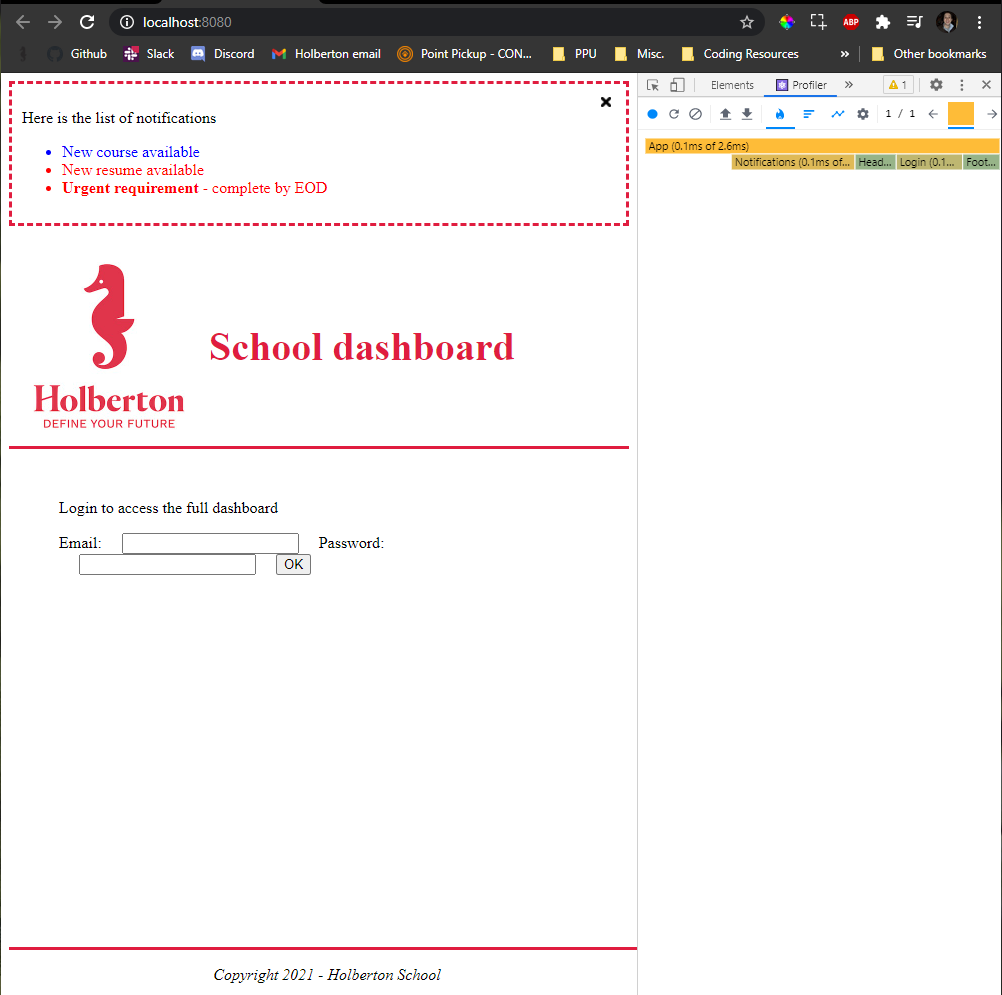 localhost:8080
ABP
Github Slack Discord Holberton email Point Pickup - CON... PPU Misc. Coding Resources » Other bookmarks
Elements Profiler » 1
1 / 1
App (0.1ms of 2.6ms)
Notifications (0.1ms of... Head... Login (0.1... Foot...
Here is the list of notifications
New course available
New resume available
Urgent requirement - complete by EOD
School dashboard
Holberton
DEFINE YOUR FUTURE
Login to access the full dashboard
Email: Password:
OK
Copyright 2021 - Holberton School